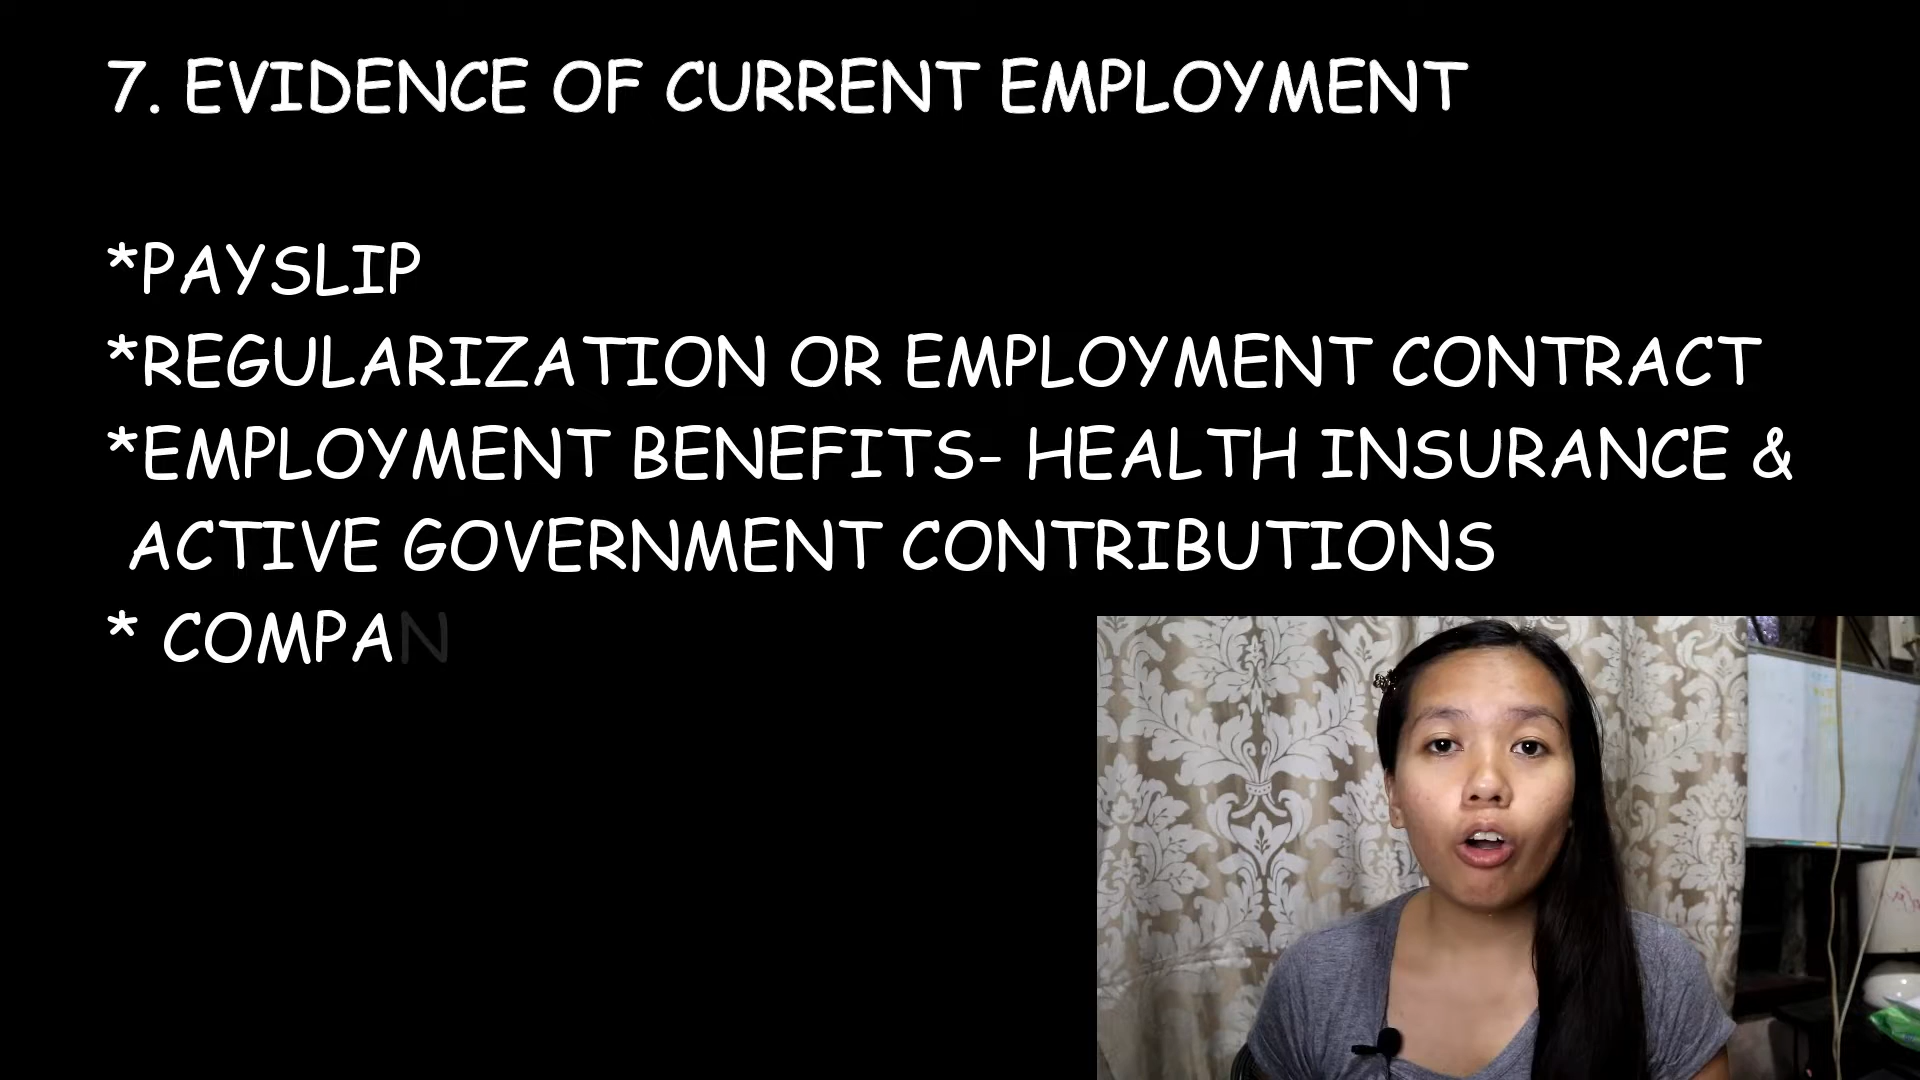 7. EVIDENCE OF CURRENT EMPLOYMENT
*PAYSLIP
*REGULARIZATION OR EMPLOYMENT CONTRACT
*EMPLOYMENT BENEFITS- HEALTH INSURANCE &
ACTIVE GOVERNMENT CONTRIBUTIONS
* COMPAN